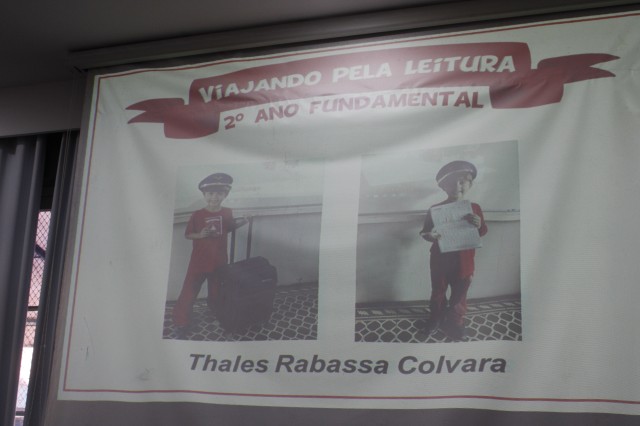 VIAJANDO PELA LEITURA
2º ANO FUNDAMENTAL
Thales Rabassa Colvara